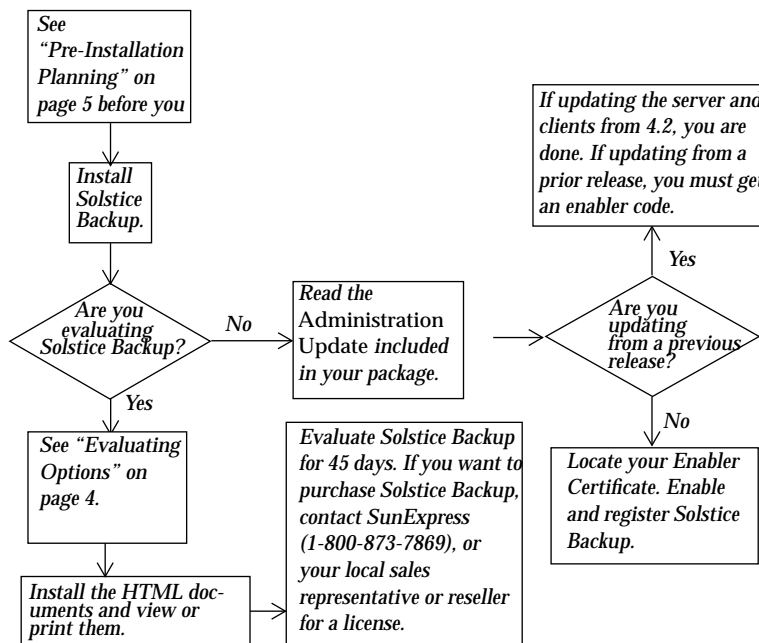 See
“Pre-Installation
Planning” on
page 5 before you
Install
Solstice
Backup.
Are you
evaluating
Solstice Backup?
No
Yes
Read the
Administration
Update included
in your package.
If updating the server and
clients from 4.2, you are
done. If updating from a
prior release, you must get
an enabler code.
Yes
Are you
updating
from a previous
release?
No
Locate your Enabler
Certificate. Enable
and register Solstice
Backup.
See “Evaluating
Options” on
page 4.
Install the HTML doc-
uments and view or
print them.
Evaluate Solstice Backup
for 45 days. If you want to
purchase Solstice Backup,
contact SunExpress
(1-800-873-7869), or
your local sales
representative or reseller
for a license.